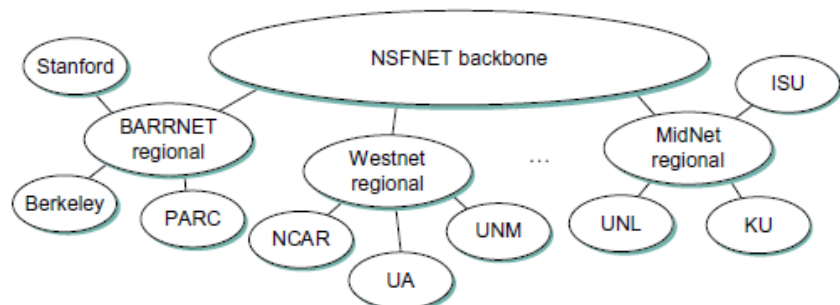 NSFNET backbone
Stanford
ISU
BARRNET
regional
MidNet
regional
Westnet
regional
...
Berkeley
PARC
NCAR
UNM
UNL
KU
UA